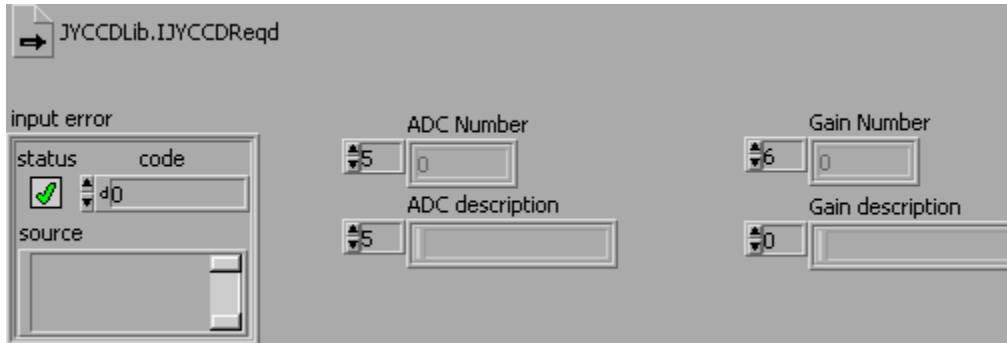 JYCCDLib.IJYCCDReqd
input error
status code
d0
source
ADC Number
5 0
ADC description
5
Gain Number
6 0
Gain description
0